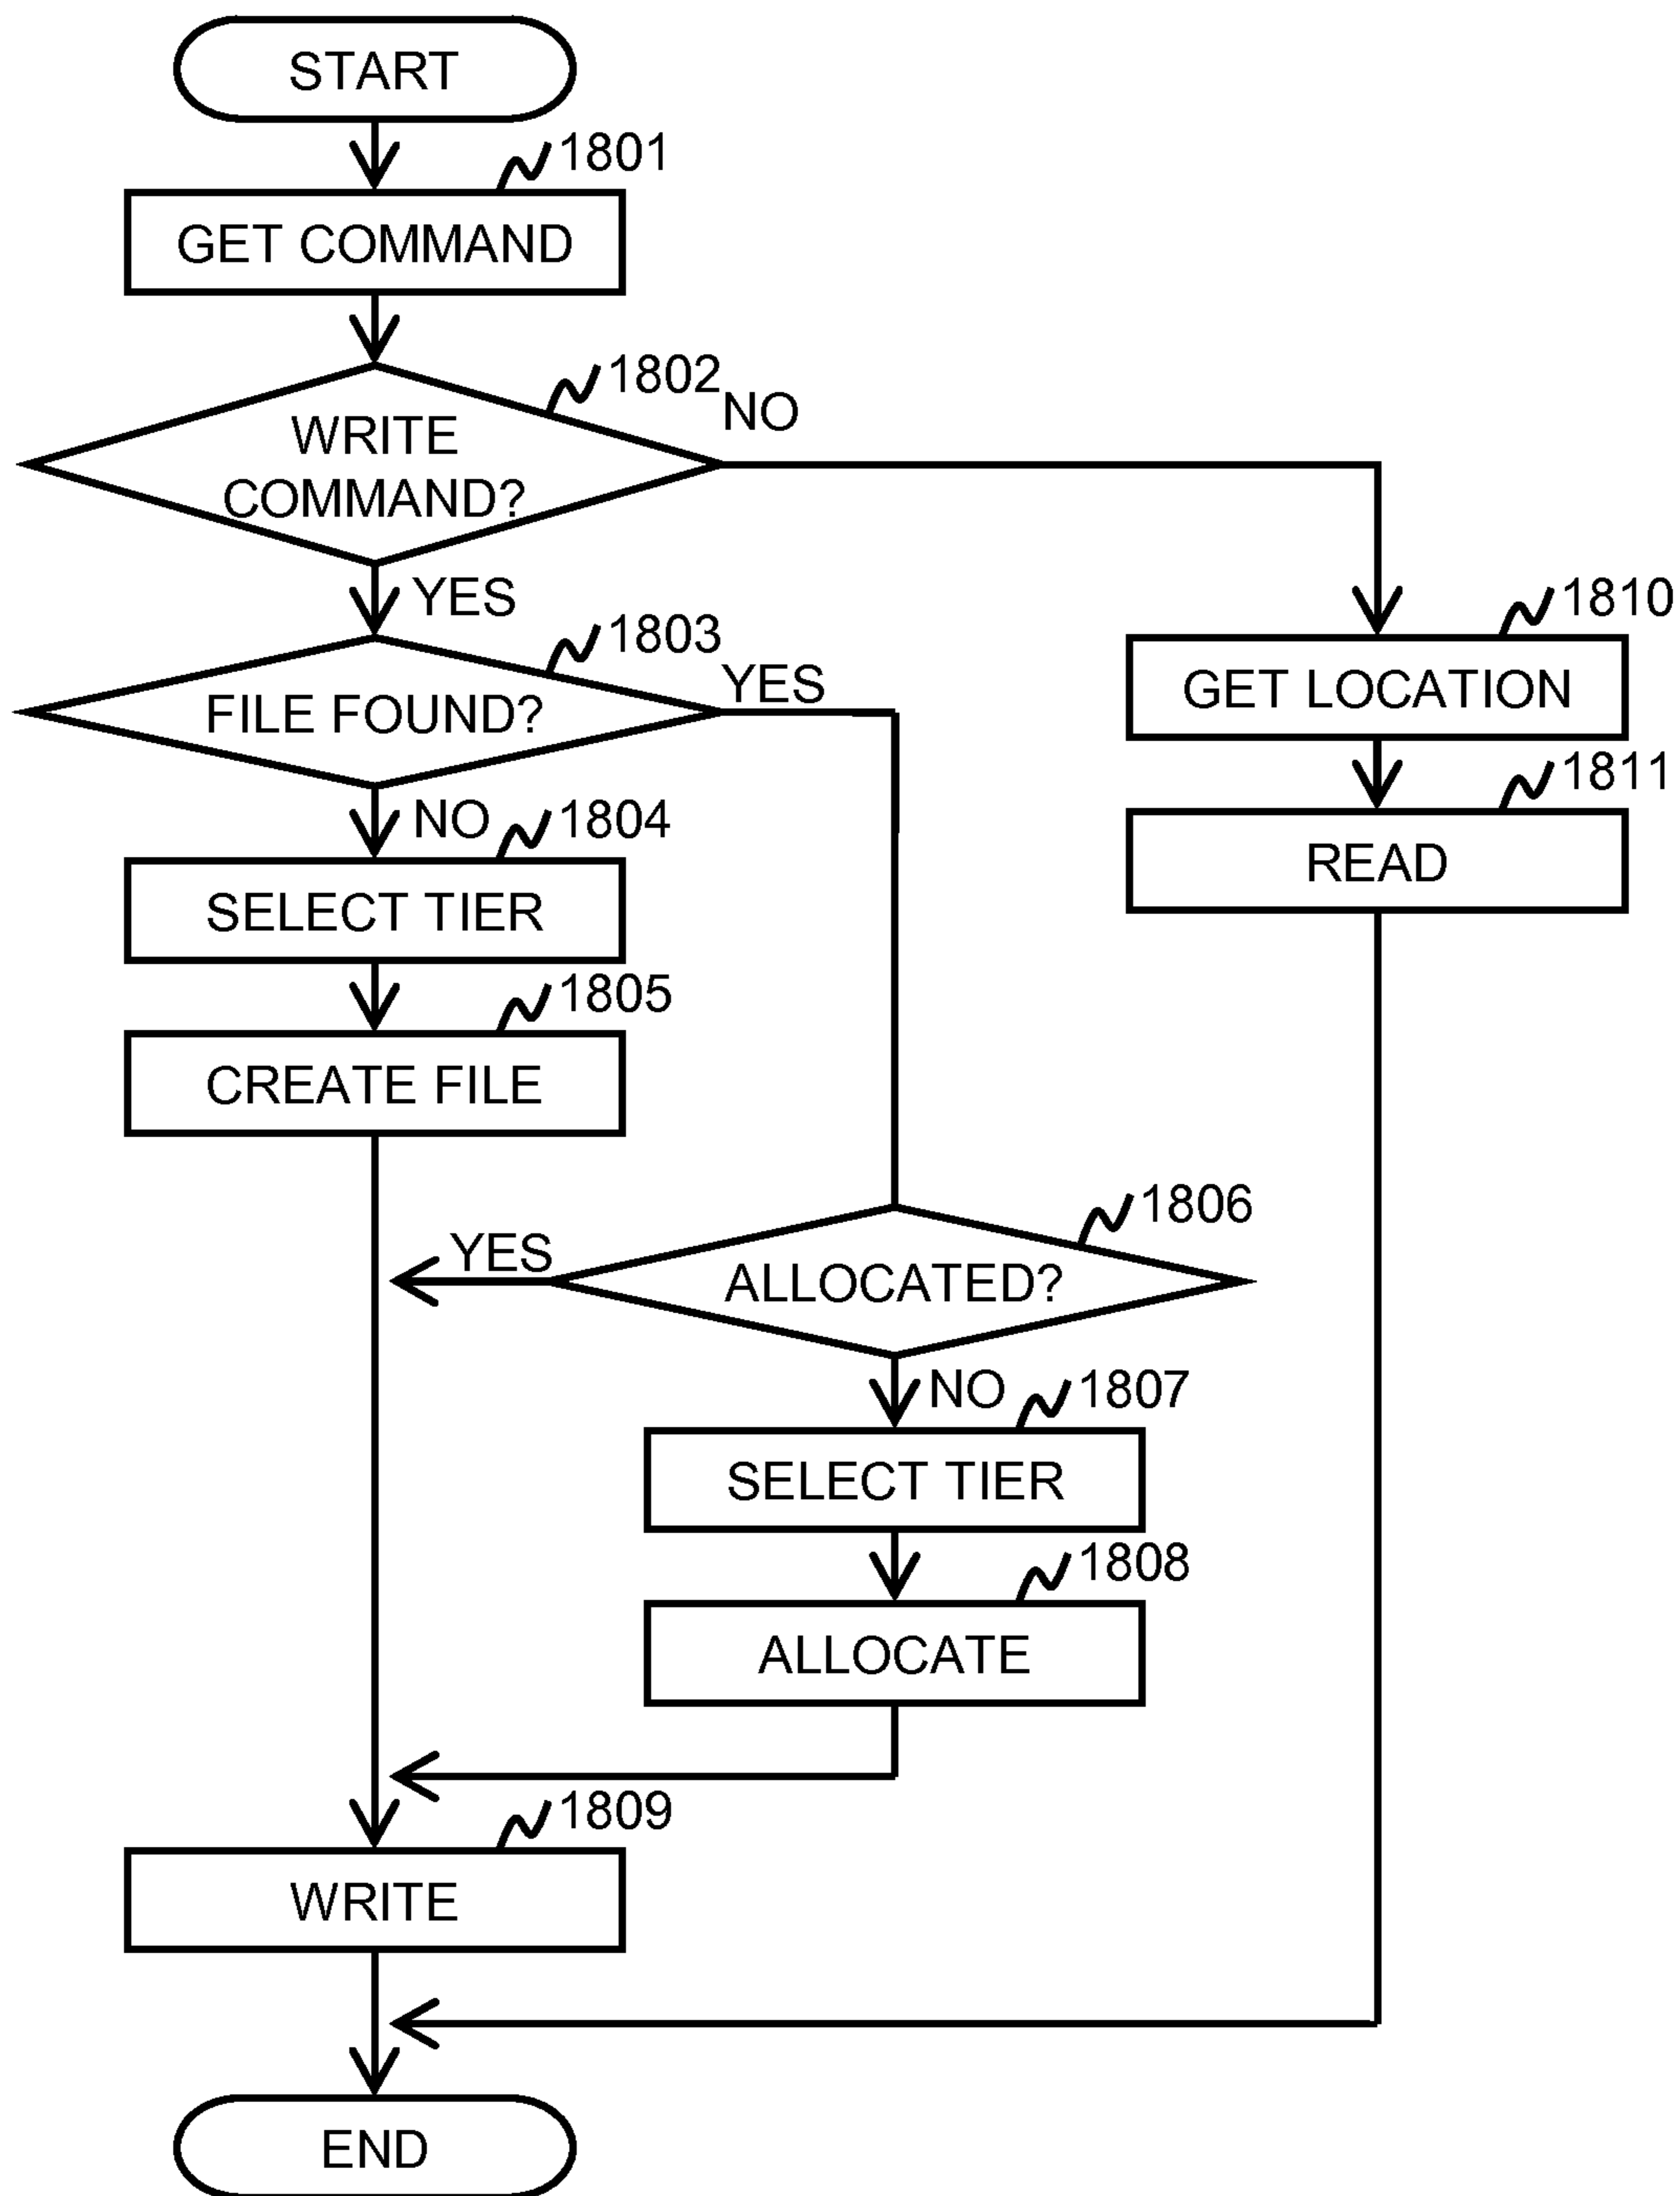 START
1801
GET COMMAND
1802
NO
WRITE
COMMAND?
YES
1803
YES
FILE FOUND?
1810
GET LOCATION
1811
READ
NO
1804
SELECT TIER
1805
CREATE FILE
1806
YES
ALLOCATED?
NO
1807
SELECT TIER
1808
ALLOCATE
1809
WRITE
END